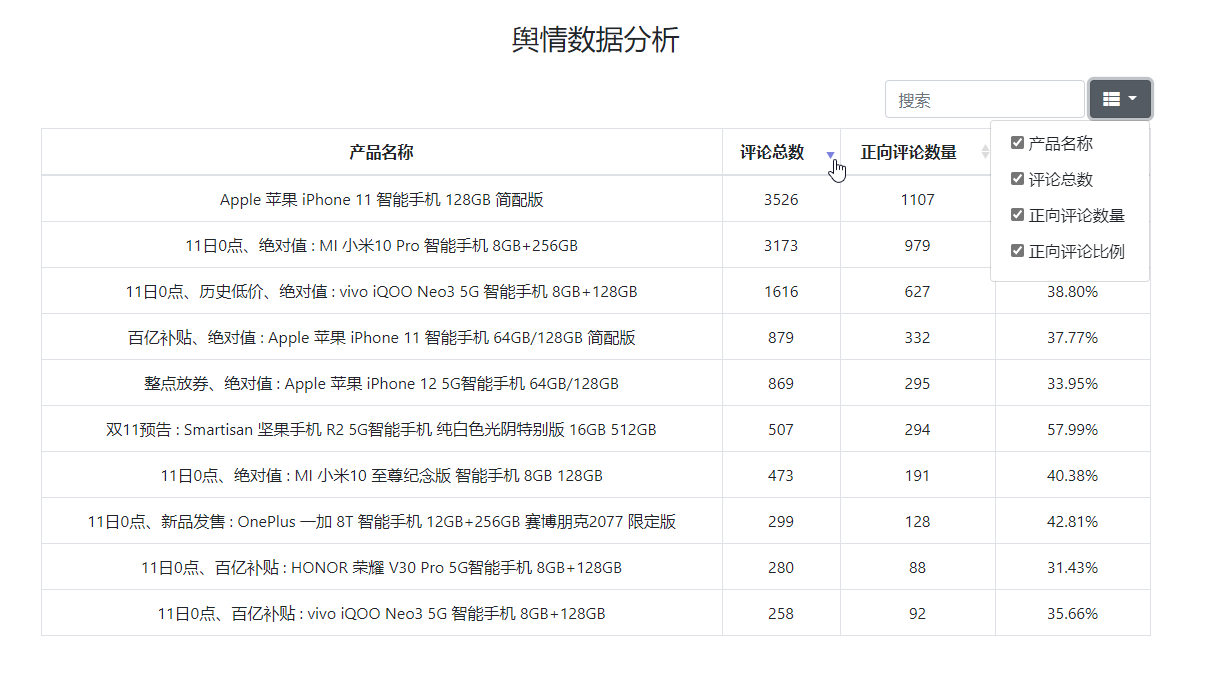 舆情数据分析
搜索
产品名称 评论总数 正向评论数量
产品名称
评论总数
正向评论数量
正向评论比例
Apple 苹果 iPhone 11 智能手机 128GB 简配版 3526 1107
11日0点、绝对值 : MI 小米10 Pro 智能手机 8GB+256GB 3173 979
11日0点、历史低价、绝对值 : vivo iQOO Neo3 5G 智能手机 8GB+128GB 1616 627 38.80%
百亿补贴、绝对值 : Apple 苹果 iPhone 11 智能手机 64GB/128GB 简配版 879 332 37.77%
整点放券、绝对值 : Apple 苹果 iPhone 12 5G智能手机 64GB/128GB 869 295 33.95%
双11预告 : Smartisan 坚果手机 R2 5G智能手机 纯白色光阴特别版 16GB 512GB 507 294 57.99%
11日0点、绝对值 : MI 小米10 至尊纪念版 智能手机 8GB 128GB 473 191 40.38%
11日0点、新品发售 : OnePlus 一加 8T 智能手机 12GB+256GB 赛博朋克2077 限定版 299 128 42.81%
11日0点、百亿补贴 : HONOR 荣耀 V30 Pro 5G智能手机 8GB+128GB 280 88 31.43%
11日0点、百亿补贴 : vivo iQOO Neo3 5G 智能手机 8GB+128GB 258 92 35.66%